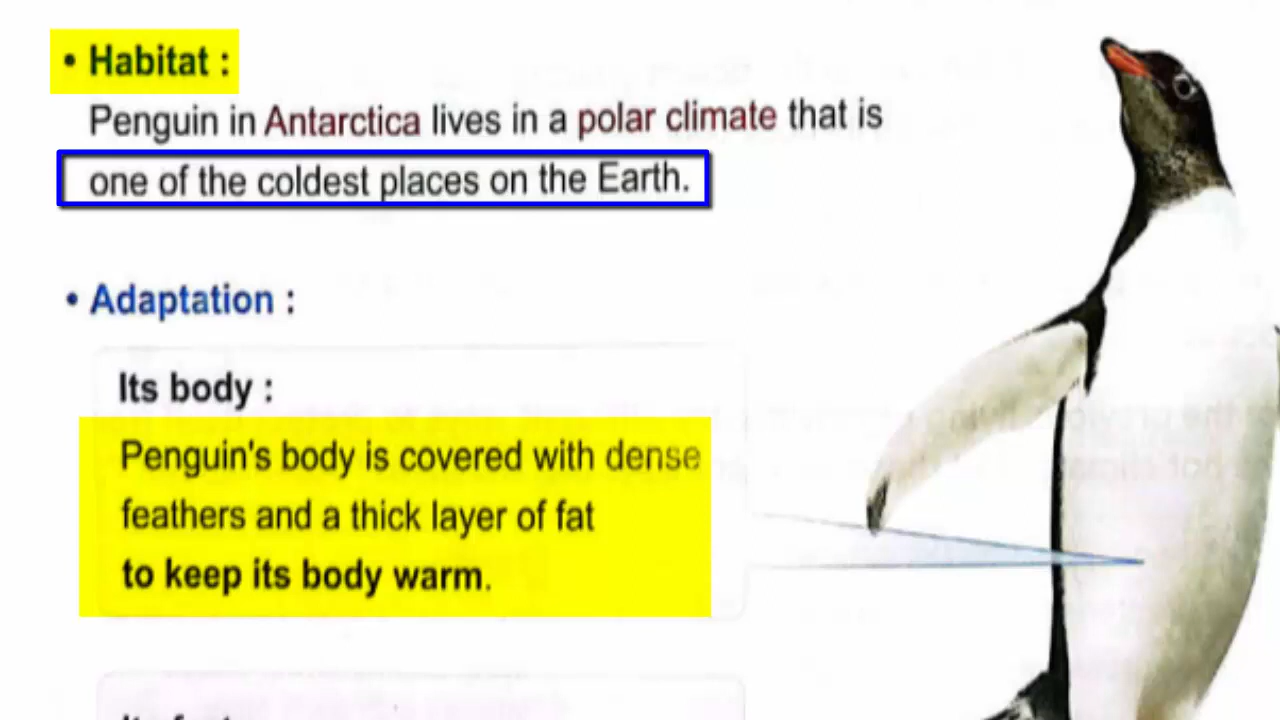 • Habitat :
Penguin in Antarctica lives in a polar climate that is
one of the coldest places on the Earth.
• Adaptation :
Its body :
Penguin's body is covered with dense
feathers and a thick layer of fat
to keep its body warm.